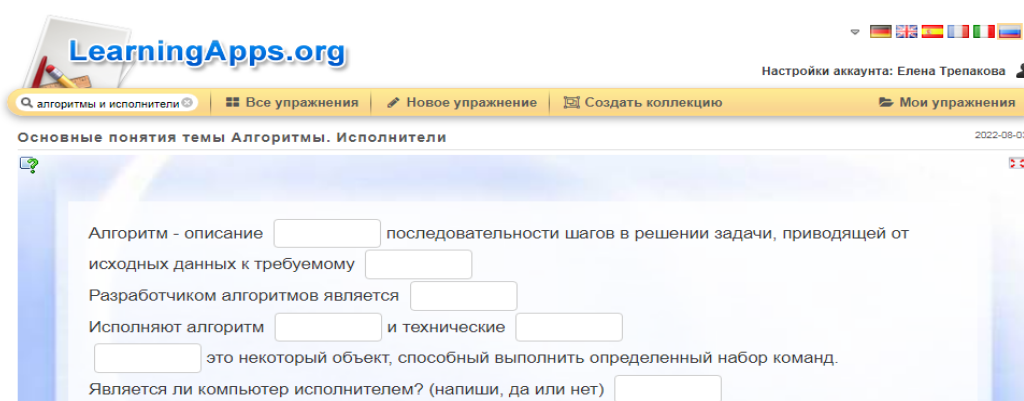 LearningApps.org
Настройки аккаунта: Елена Трепакова
алгоритмы и исполнители
Все упражнения
Новое упражнение
Создать коллекцию
Мои упражнения
Основные понятия темы Алгоритмы. Исполнители
2022-08-03
Алгоритм - описание последовательности шагов в решении задачи, приводящей от
исходных данных к требуемому
Разработчиком алгоритмов является
Исполняют алгоритм и технические
это некоторый объект, способный выполнить определенный набор команд.
Является ли компьютер исполнителем? (напиши, да или нет)